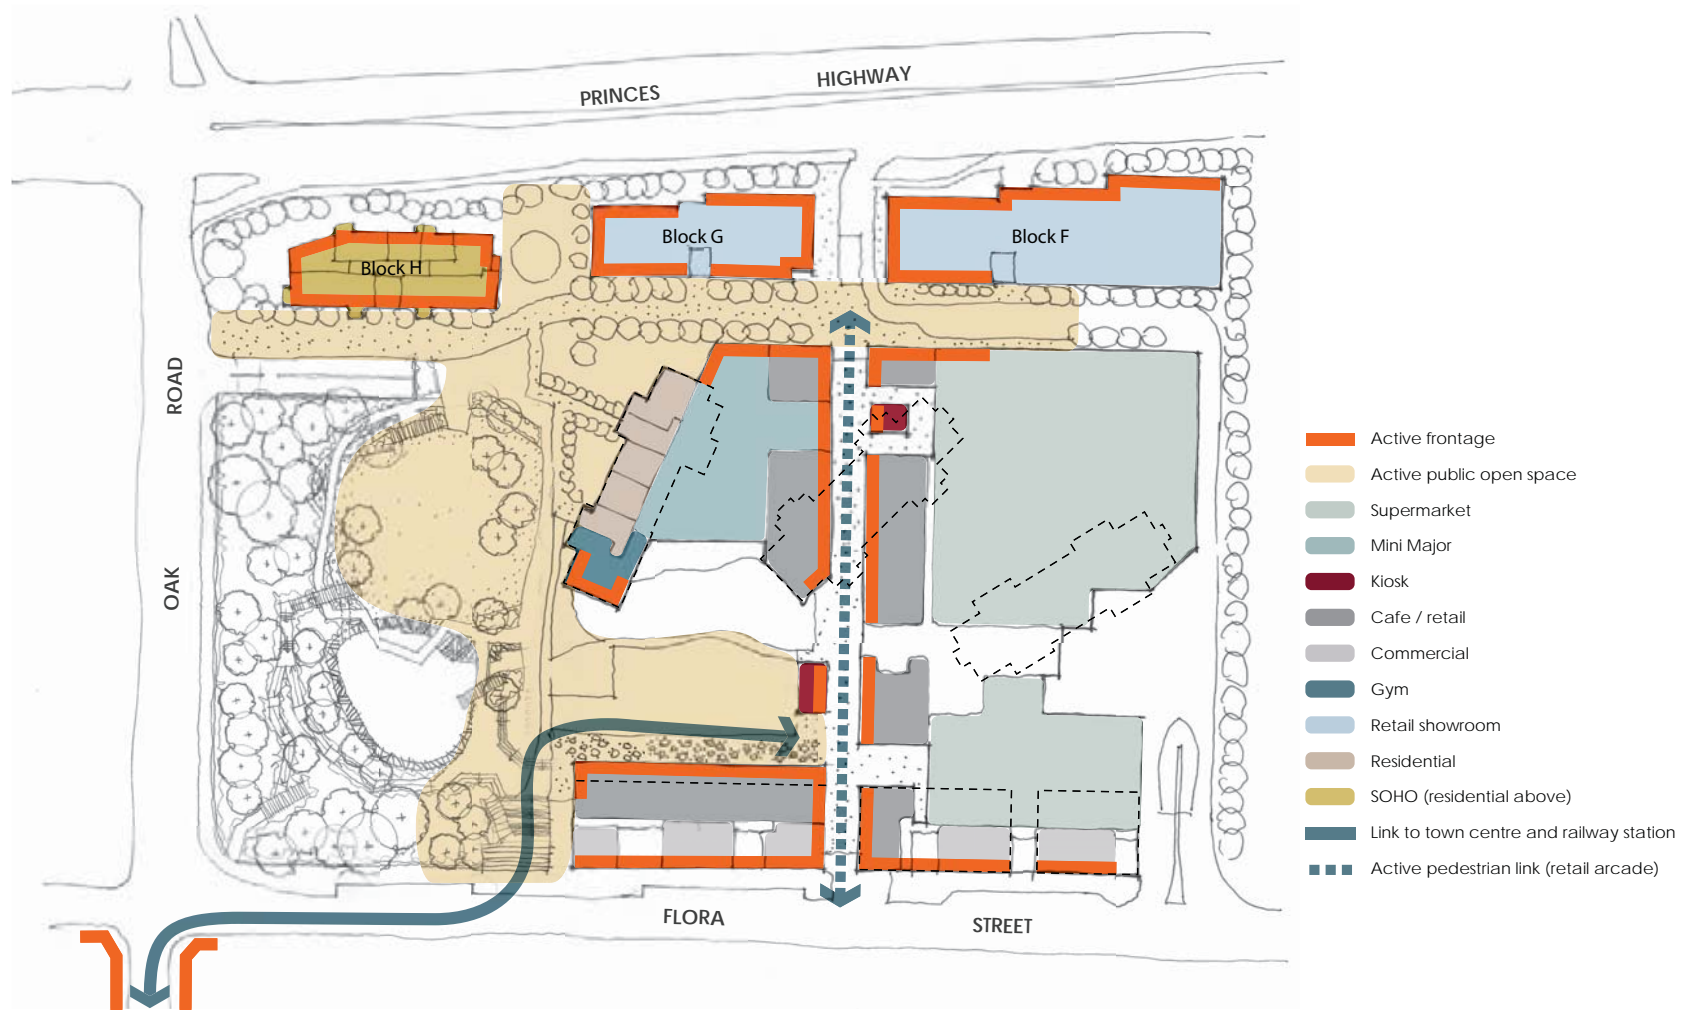 PRINCES HIGHWAY
Block G
Block F
Block H
ROAD
OAK
FLORA STREET
Active frontage
Active public open space
Supermarket
Mini Major
Kiosk
Cafe / retail
Commercial
Gym
Retail showroom
Residential
SOHO (residential above)
Link to town centre and railway station
Active pedestrian link (retail arcade)